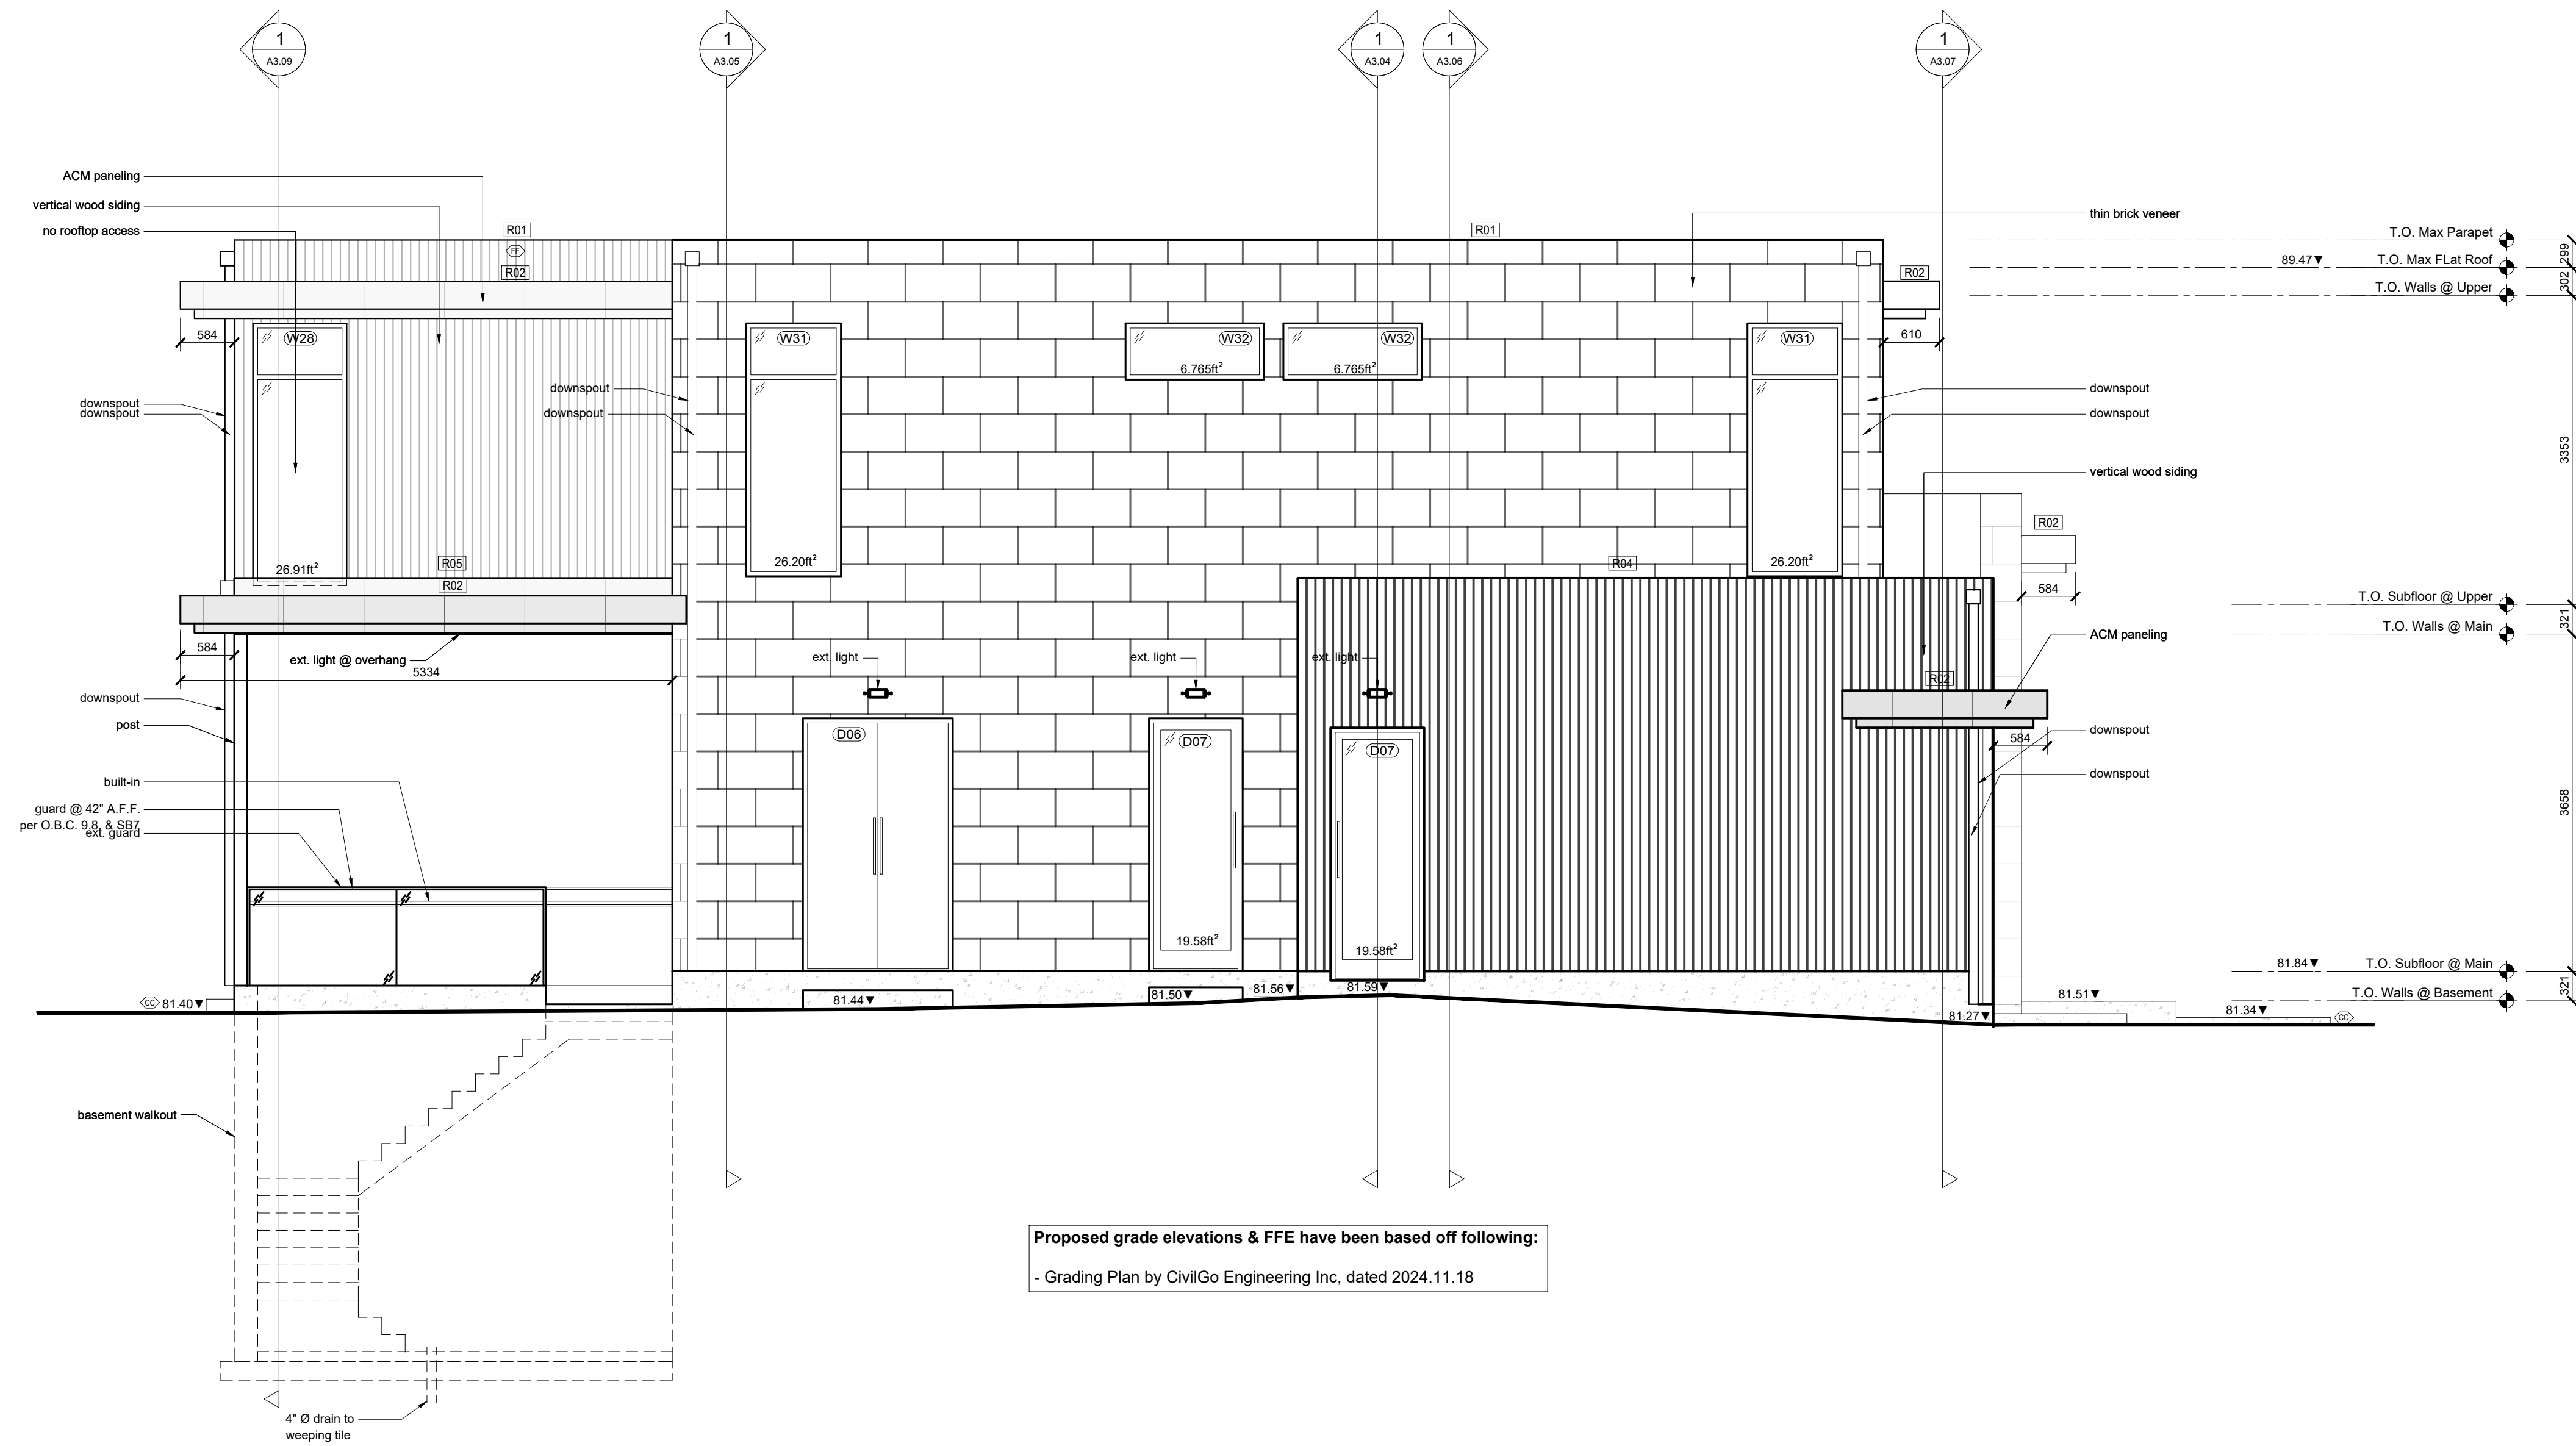 1
A3.09
1
A3.05
1
A3.04
1
A3.06
1
A3.07
ACM paneling
vertical wood siding
no rooftop access
R01
FF
R02
R01
thin brick veneer
R02
T.O. Max Parapet
299
89.47▼ T.O. Max FLat Roof
302
T.O. Walls @ Upper
584
W28
W31
W32
W32
W31
610
6.765ft²
6.765ft²
downspout
downspout
downspout
downspout
downspout
downspout
3353
vertical wood siding
R02
26.91ft²
R05
R02
26.20ft²
R04
26.20ft²
584
T.O. Subfloor @ Upper
321
T.O. Walls @ Main
ACM paneling
584
ext. light @ overhang
5334
ext. light
ext. light
ext. light
R02
downspout
post
D06
D07
D07
584
downspout
downspout
built-in
guard @ 42" A.F.F.
per O.B.C. 9.8. & SB7
ext. guard
3658
19.58ft²
19.58ft²
81.84▼ T.O. Subfloor @ Main
321
T.O. Walls @ Basement
CC 81.40▼
81.44▼
81.50▼
81.56▼
81.59▼
81.27▼
81.51▼
81.34▼
CC
basement walkout
Proposed grade elevations & FFE have been based off following:
- Grading Plan by CivilGo Engineering Inc, dated 2024.11.18
4" Ø drain to
weeping tile